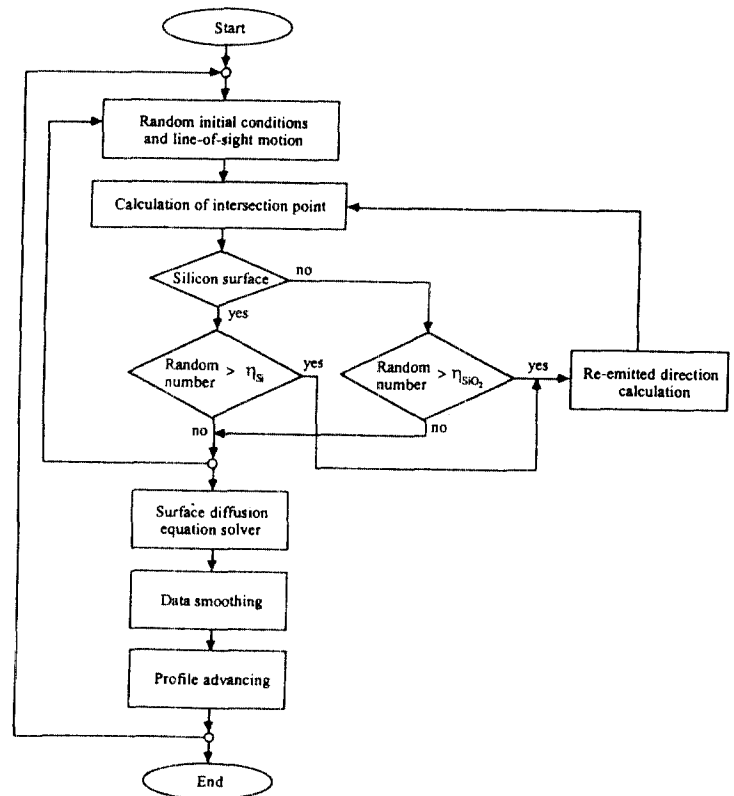 Start
Random initial conditions
and line-of-sight motion
Calculation of intersection point
Silicon surface
no
yes
Random
number > η_Si
yes
no
Random
number > η_SiO₂
yes
no
Re-emitted direction
calculation
Surface diffusion
equation solver
Data smoothing
Profile advancing
End